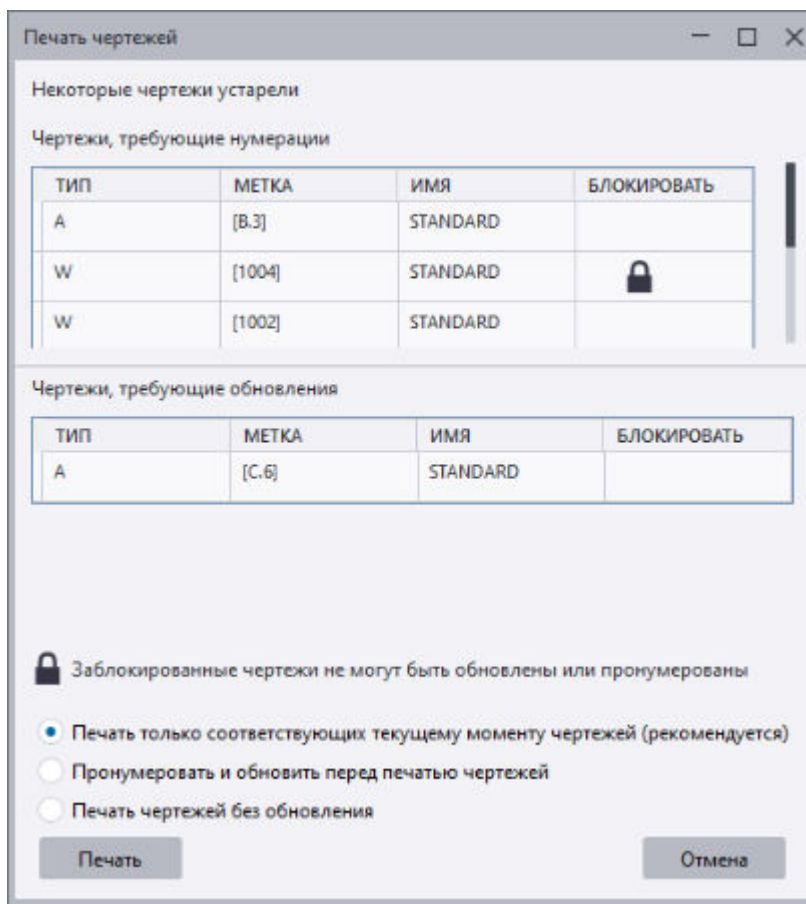 Печать чертежей
Некоторые чертежи устарели
Чертежи, требующие нумерации
ТИП МЕТКА ИМЯ БЛОКИРОВАТЬ
A [B.3] STANDARD
W [1004] STANDARD
W [1002] STANDARD
Чертежи, требующие обновления
ТИП МЕТКА ИМЯ БЛОКИРОВАТЬ
A [C.6] STANDARD
Заблокированные чертежи не могут быть обновлены или пронумерованы
Печать только соответствующих текущему моменту чертежей (рекомендуется)
Пронумеровать и обновить перед печатью чертежей
Печать чертежей без обновления
Печать Отмена